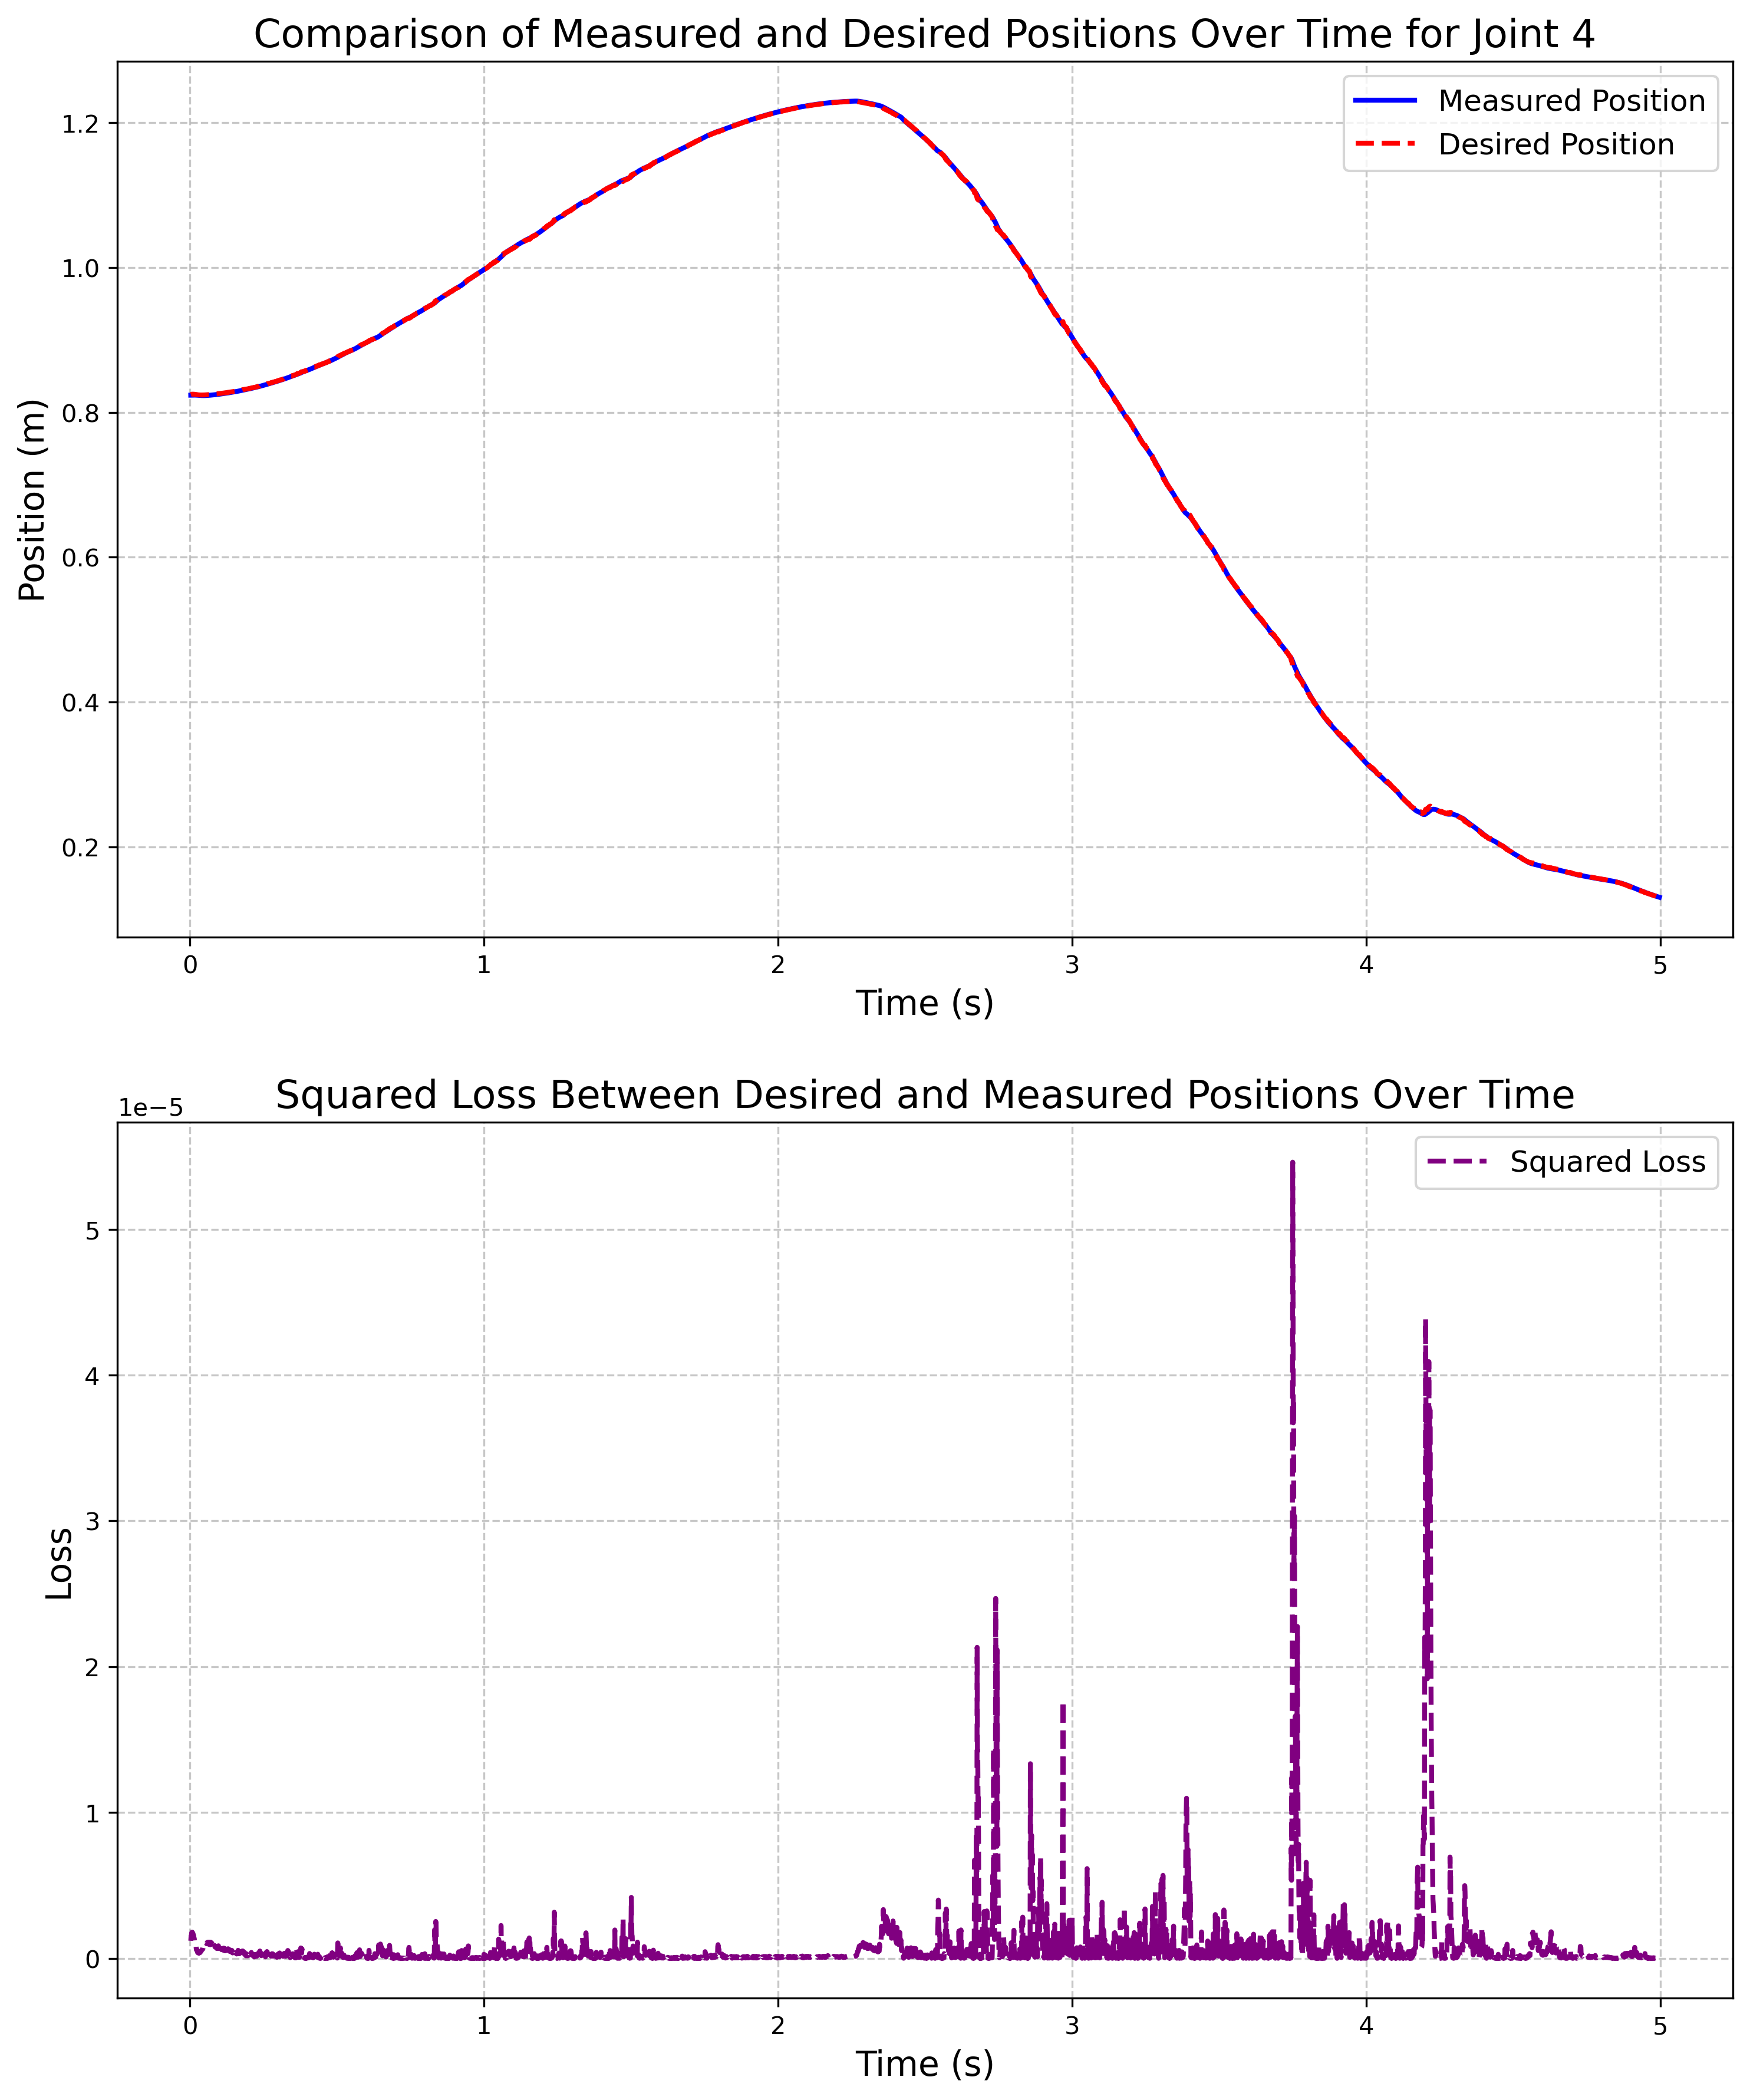 Comparison of Measured and Desired Positions Over Time for Joint 4
Measured Position
Desired Position
Position (m)
1.2
1.0
0.8
0.6
0.4
0.2
0 1 2 3 4 5
Time (s)
Squared Loss Between Desired and Measured Positions Over Time
1e−5
Squared Loss
Loss
5
4
3
2
1
0
0 1 2 3 4 5
Time (s)